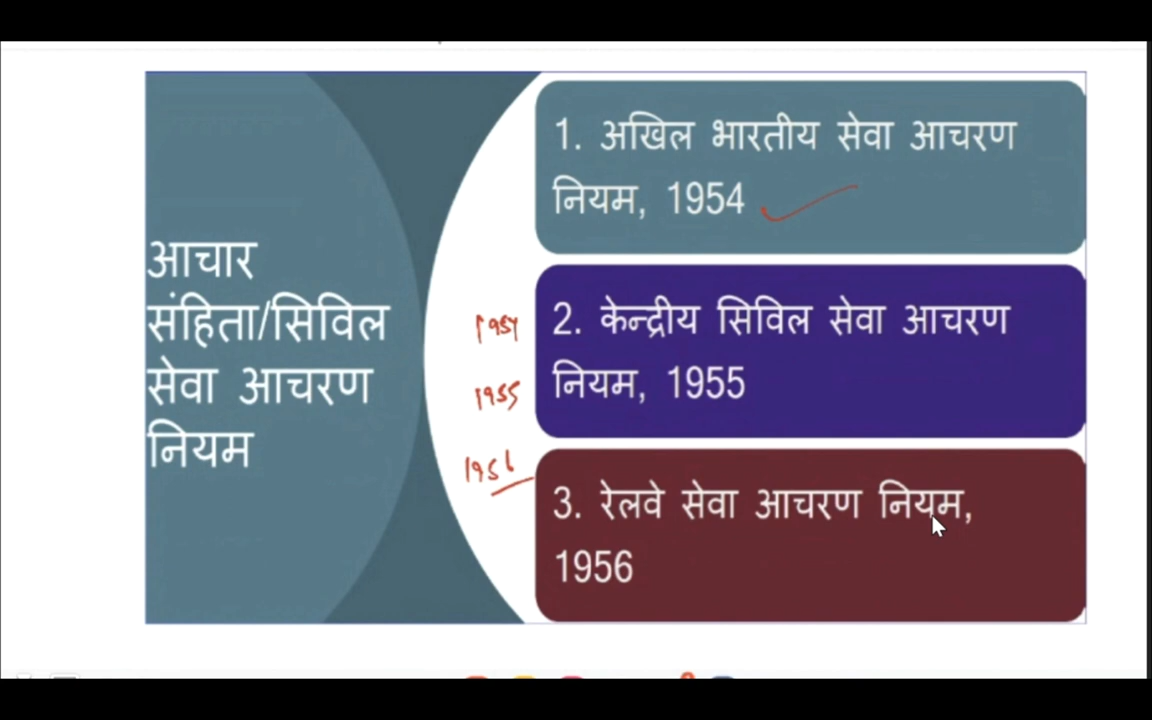 आचार
संहिता/सिविल
सेवा आचरण
नियम
1. अखिल भारतीय सेवा आचरण
नियम, 1954
2. केन्द्रीय सिविल सेवा आचरण
नियम, 1955
3. रेलवे सेवा आचरण नियम,
1956
1954
1955
1956